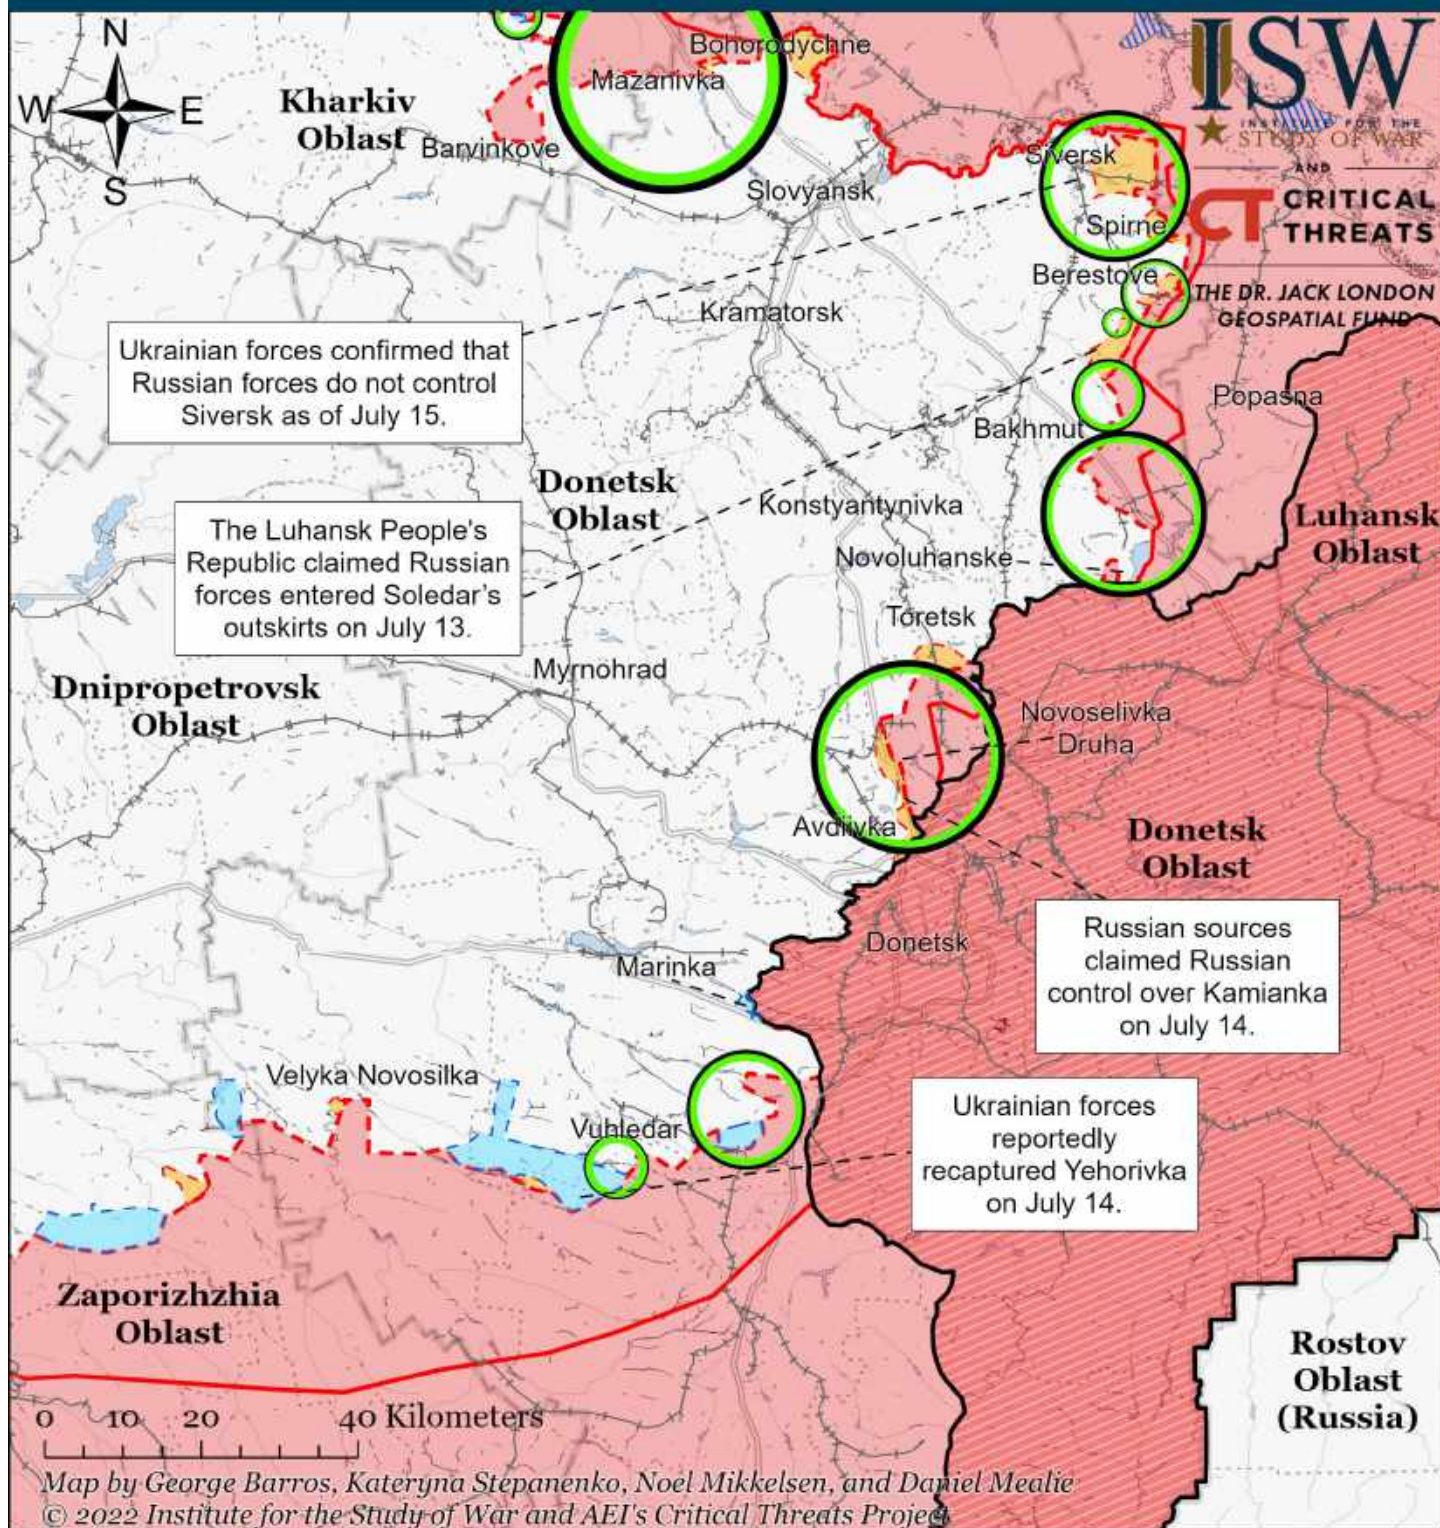 N
W
E
S
Kharkiv
Oblast
Barvinkove
Bohorodychne
Mazanivka
Slovyansk
Siversk
Spirne
Berestove
ISW
INSTITUTE FOR THE
STUDY OF WAR
AND
CT CRITICAL
THREATS
THE DR. JACK LONDON
GEOSPATIAL FUND
Kramatorsk
Ukrainian forces confirmed that
Russian forces do not control
Siversk as of July 15.
Popasna
Bakhmut
Donetsk
Oblast
Konstyantynivka
Luhansk
Oblast
The Luhansk People's
Republic claimed Russian
forces entered Soledar's
outskirts on July 13.
Novoluhanske
Toretsk
Myrnohrad
Dnipropetrovsk
Oblast
Novoselivka
Druha
Avdiivka
Donetsk
Oblast
Donetsk
Russian sources
claimed Russian
control over Kamianka
on July 14.
Marinka
Velyka Novosilka
Vuhledar
Ukrainian forces
reportedly
recaptured Yehorivka
on July 14.
Zaporizhzhia
Oblast
Rostov
Oblast
(Russia)
0 10 20 40 Kilometers
Map by George Barros, Kateryna Stepanenko, Noel Mikkelsen, and Daniel Mealie
© 2022 Institute for the Study of War and AEI's Critical Threats Project